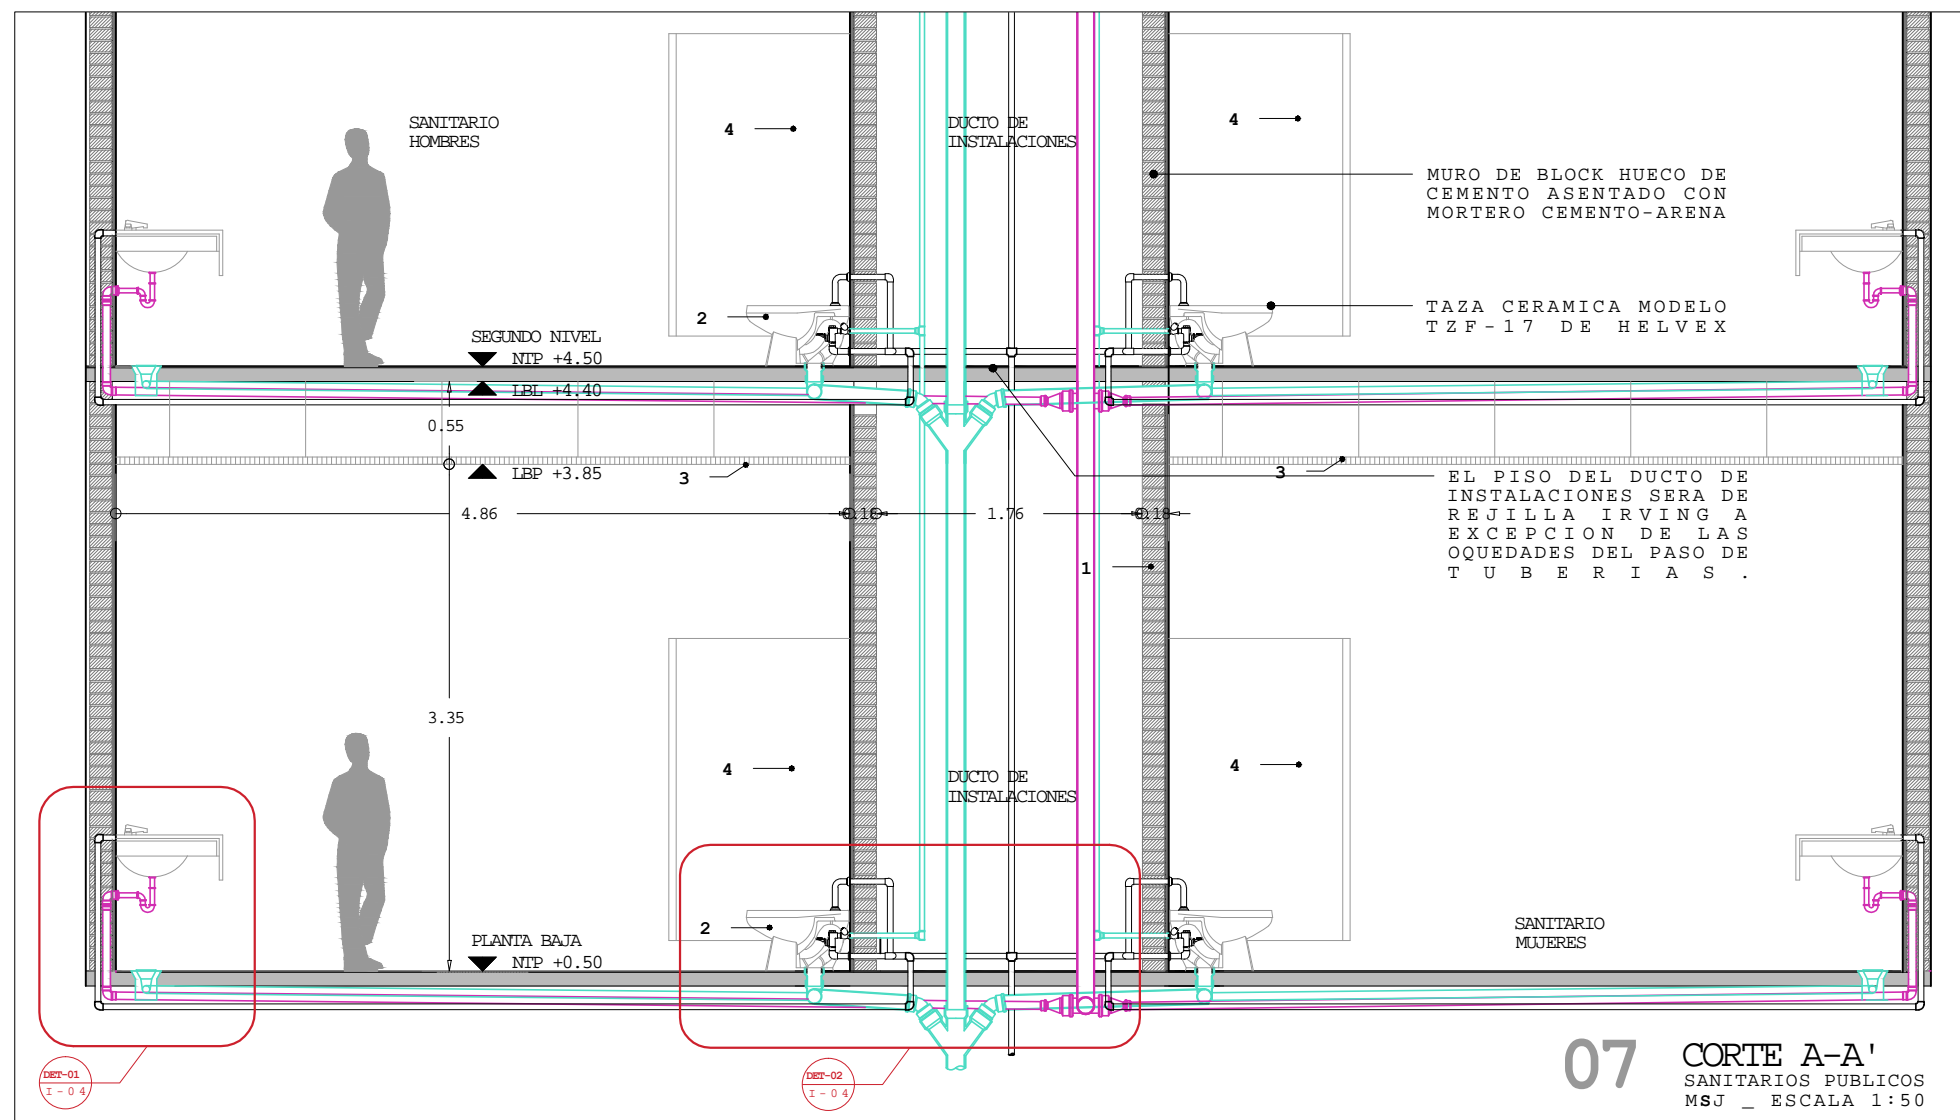 SANITARIO
HOMBRES
4
DUCTO DE
INSTALACIONES
4
MURO DE BLOCK HUECO DE
CEMENTO ASENTADO CON
MORTERO CEMENTO-ARENA
2
TAZA CERAMICA MODELO
TZF-17 DE HELVEX
SEGUNDO NIVEL
NTP +4.50
LBL +4.40
0.55
LBP +3.85
3
3
EL PISO DEL DUCTO DE
INSTALACIONES SERA DE
REJILLA IRVING A
EXCEPCION DE LAS
OQUEDADES DEL PASO DE
TUBERIAS.
4.86
0.18
1.76
0.18
1
3.35
4
DUCTO DE
INSTALACIONES
4
2
PLANTA BAJA
NTP +0.50
SANITARIO
MUJERES
DET-01
I-04
DET-02
I-04
07
CORTE A-A'
SANITARIOS PUBLICOS
MSJ _ ESCALA 1:50